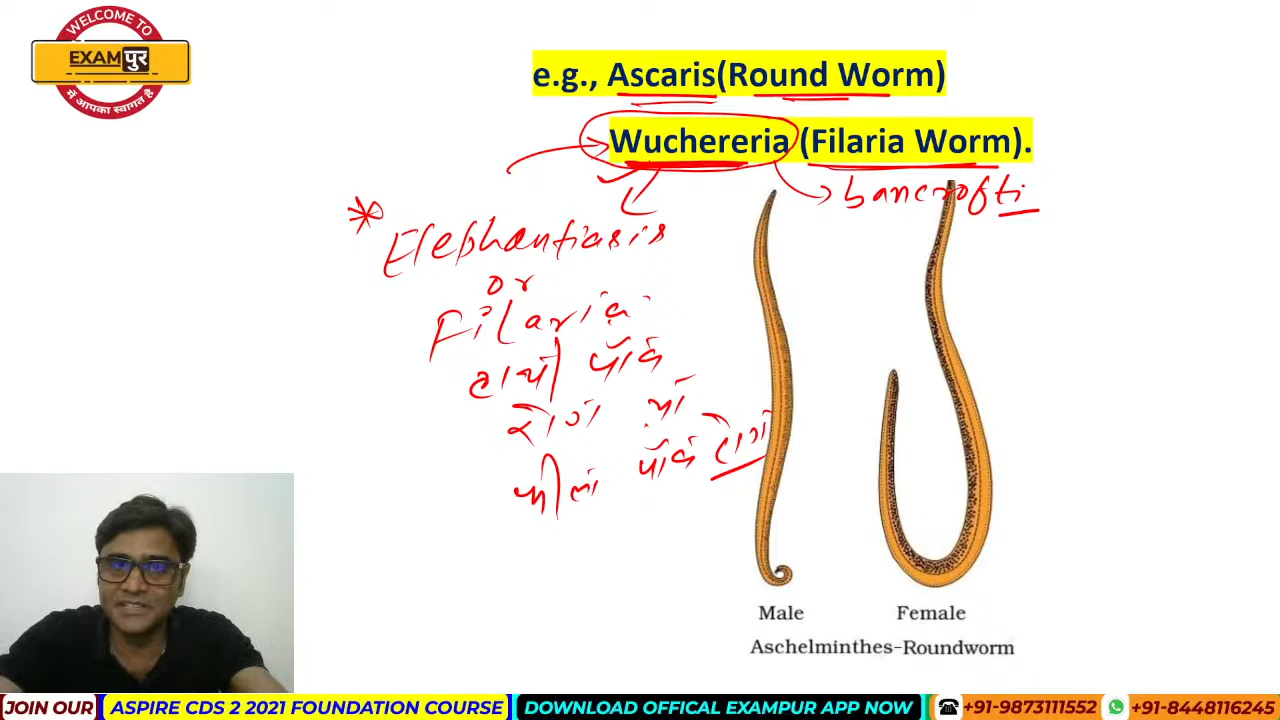 WELCOME TO
EXAMपुर
में आपका स्वागत है
e.g., Ascaris(Round Worm)
Wuchereria (Filaria Worm).
bancrofti
*
Elephantiasis
or
Filaria
हाथी पाँव
रोग या
पाँव रोग
Male
Female
Aschelminthes-Roundworm
JOIN OUR
ASPIRE CDS 2 2021 FOUNDATION COURSE
DOWNLOAD OFFICAL EXAMPUR APP NOW
+91-9873111552
+91-8448116245